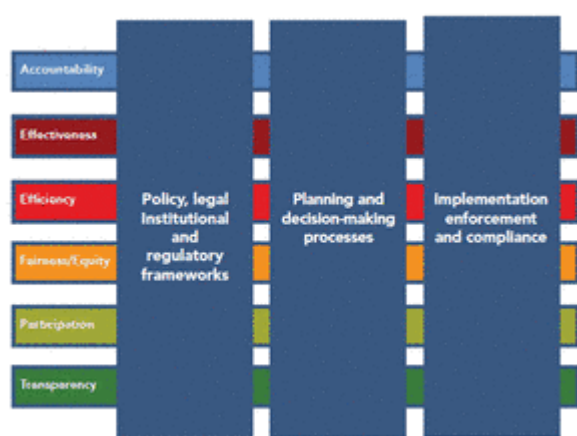 Accountability
Effectiveness
Efficiency
Fairness/Equity
Participation
Transparency
Policy, legal
Institutional
and
regulatory
frameworks
Planning and
decision-making
processes
Implementation
enforcement
and compliance